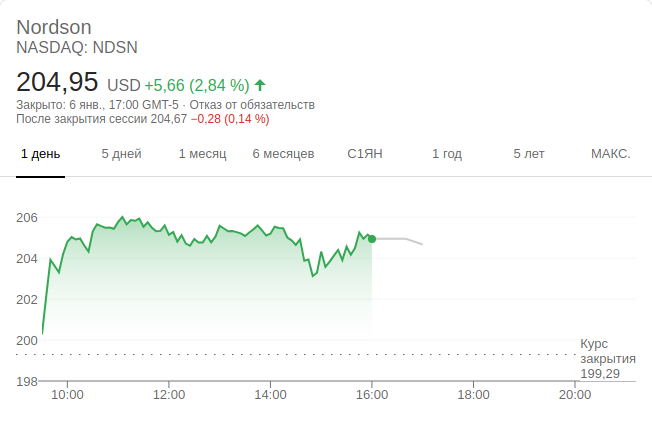 Nordson
NASDAQ: NDSN
204,95 USD +5,66 (2,84 %)
Закрыто: 6 янв., 17:00 GMT-5 · Отказ от обязательств
После закрытия сессии 204,67 −0,28 (0,14 %)
1 день 5 дней 1 месяц 6 месяцев С1ЯН 1 год 5 лет МАКС.
206
204
202
200
Курс
закрытия
199,29
198
10:00 12:00 14:00 16:00 18:00 20:00